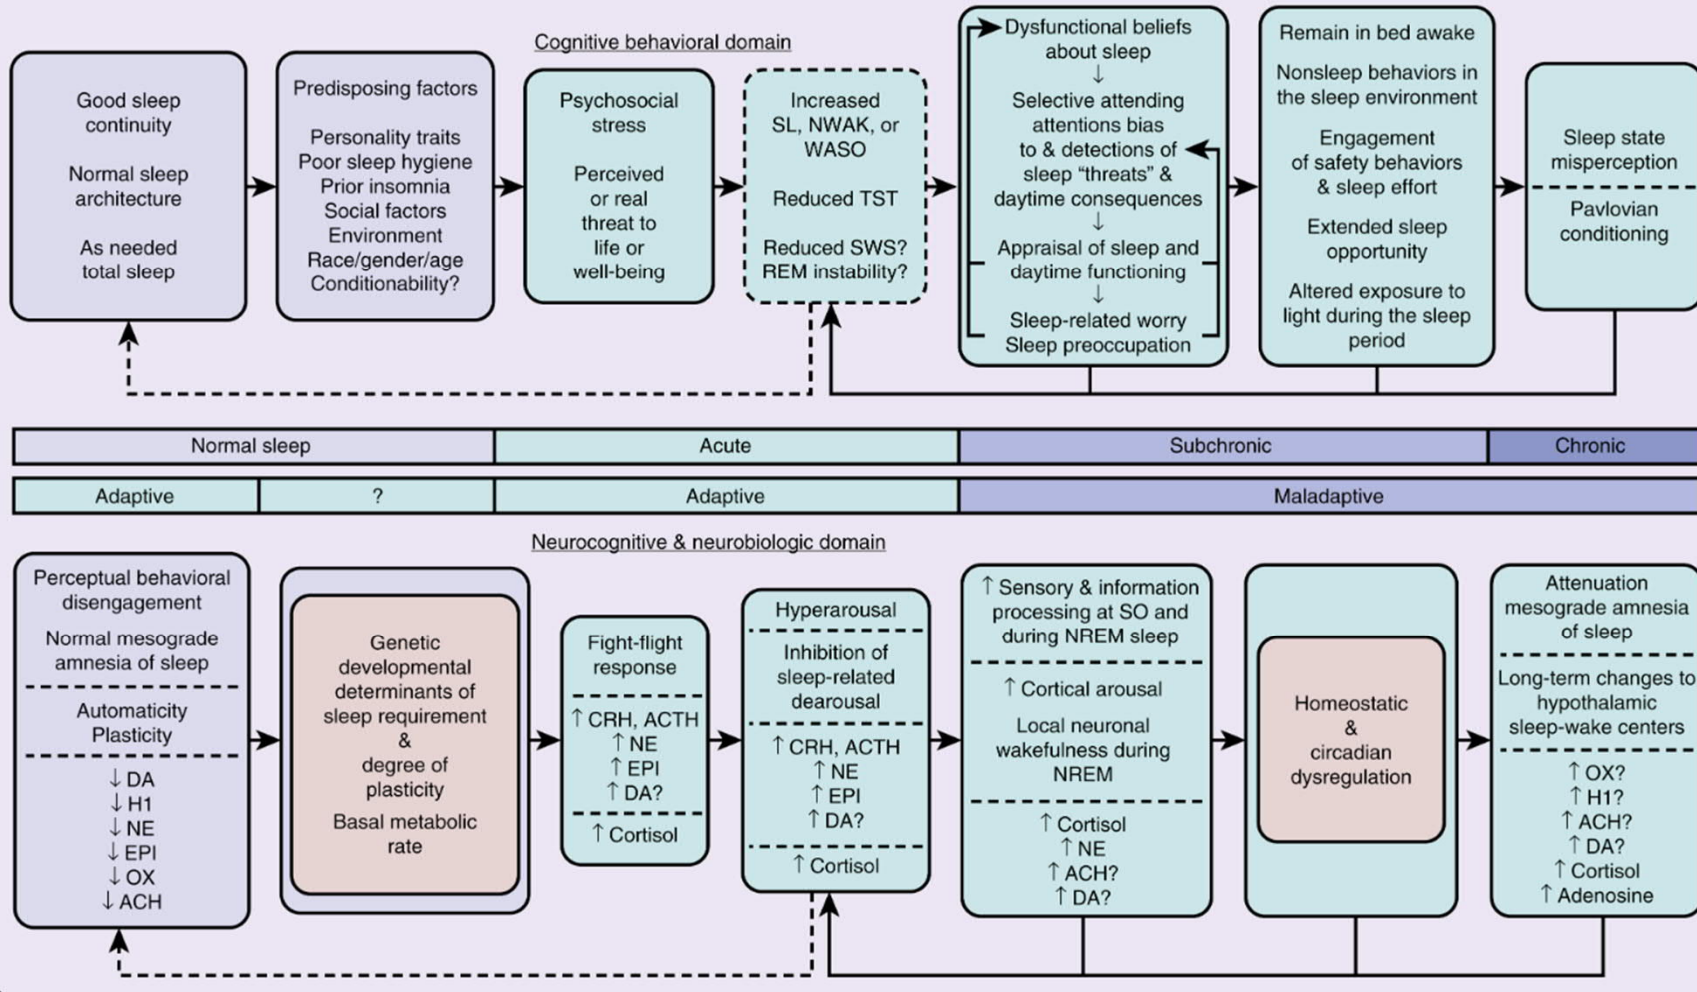 Cognitive behavioral domain
Good sleep
continuity
Normal sleep
architecture
As needed
total sleep
Predisposing factors
Personality traits
Poor sleep hygiene
Prior insomnia
Social factors
Environment
Race/gender/age
Conditionability?
Psychosocial
stress
Perceived
or real
threat to
life or
well-being
Increased
SL, NWAK, or
WASO
Reduced TST
Reduced SWS?
REM instability?
Dysfunctional beliefs
about sleep
↓
Selective attending
attentions bias
to & detections of
sleep “threats” &
daytime consequences
↓
Appraisal of sleep and
daytime functioning
↓
Sleep-related worry
Sleep preoccupation
Remain in bed awake
Nonsleep behaviors in
the sleep environment
Engagement
of safety behaviors
& sleep effort
Extended sleep
opportunity
Altered exposure to
light during the sleep
period
Sleep state
misperception
Pavlovian
conditioning
Normal sleep
Acute
Subchronic
Chronic
Adaptive
?
Adaptive
Maladaptive
Neurocognitive & neurobiologic domain
Perceptual behavioral
disengagement
Normal mesograde
amnesia of sleep
Automaticity
Plasticity
↓ DA
↓ H1
↓ NE
↓ EPI
↓ OX
↓ ACH
Genetic
developmental
determinants of
sleep requirement
&
degree of
plasticity
Basal metabolic
rate
Fight-flight
response
↑ CRH, ACTH
↑ NE
↑ EPI
↑ DA?
↑ Cortisol
Hyperarousal
Inhibition of
sleep-related
dearousal
↑ CRH, ACTH
↑ NE
↑ EPI
↑ DA?
↑ Cortisol
↑ Sensory & information
processing at SO and
during NREM sleep
↑ Cortical arousal
Local neuronal
wakefulness during
NREM
↑ Cortisol
↑ NE
↑ ACH?
↑ DA?
Homeostatic
&
circadian
dysregulation
Attenuation
mesograde amnesia
of sleep
Long-term changes to
hypothalamic
sleep-wake centers
↑ OX?
↑ H1?
↑ ACH?
↑ DA?
↑ Cortisol
↑ Adenosine